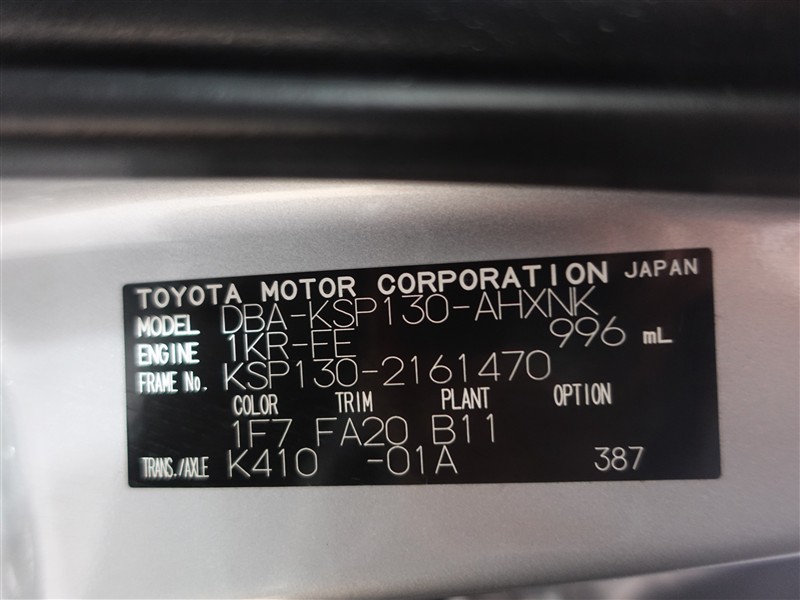 TOYOTA MOTOR CORPORATION JAPAN
MODEL DBA-KSP130-AHXNK
ENGINE 1KR-FE 996 mL
FRAME No. KSP130-2161470
COLOR TRIM PLANT OPTION
1F7 FA20 B11
TRANS./AXLE K410 -01A 387